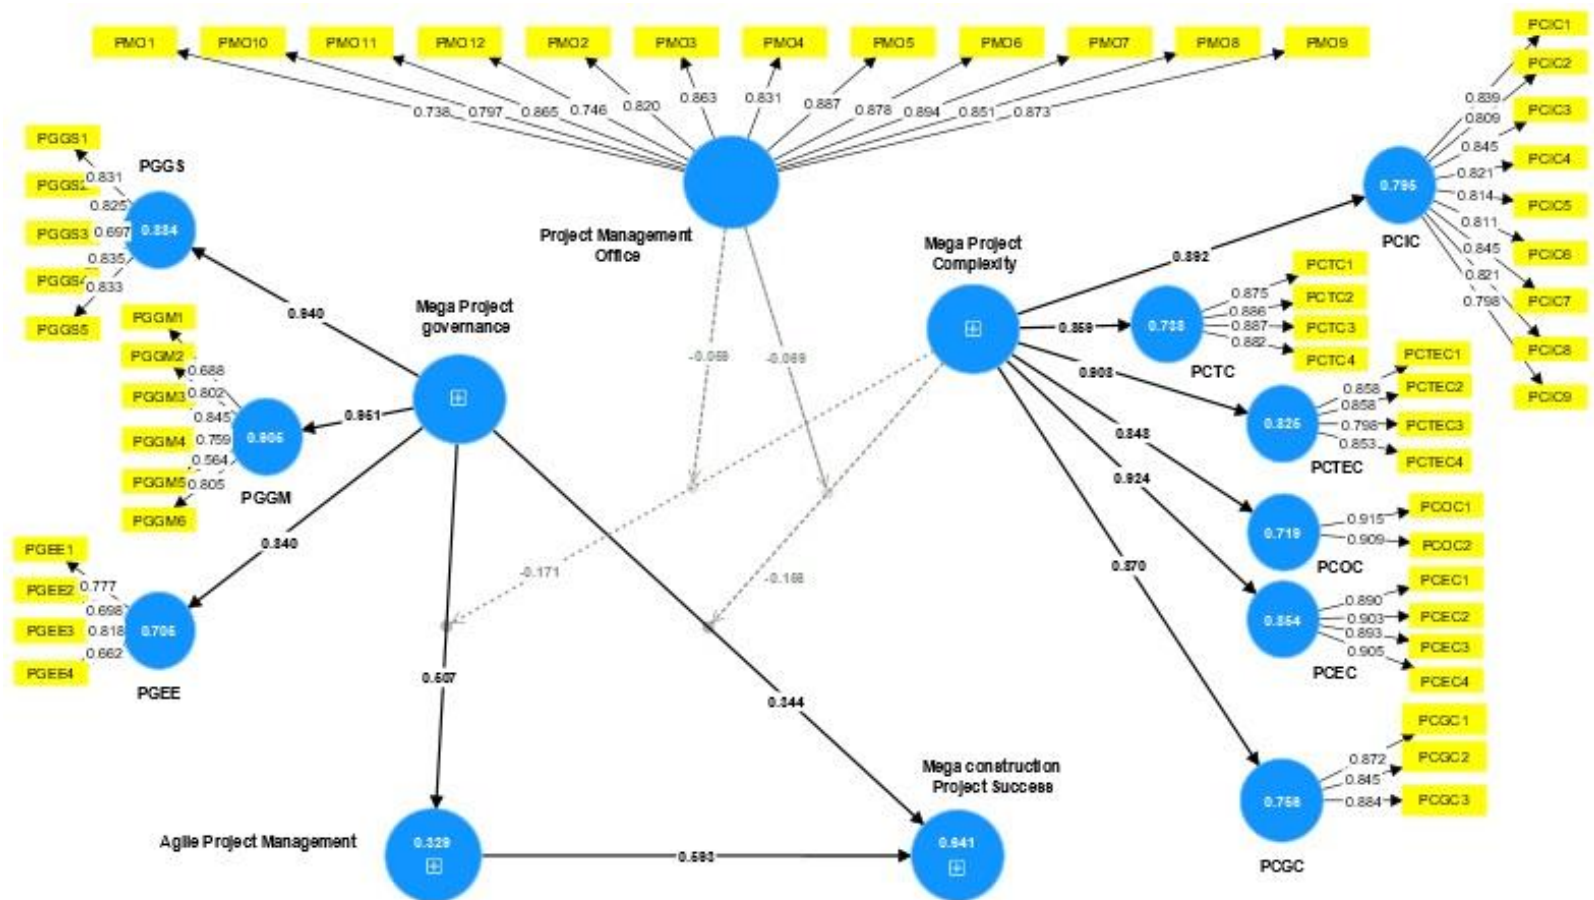 PMO1 PMO10 PMO11 PMO12 PMO2 PMO3 PMO4 PMO5 PMO6 PMO7 PMO8 PMO9
0.738 0.797 0.865 0.746 0.820 0.863 0.831 0.887 0.878 0.894 0.851 0.873
Project Management
Office
PGGS1
PGGS2
PGGS3
PGGS4
PGGS5
0.831
0.825
0.697
0.835
0.833
PGGS
0.884
0.940
Mega Project
governance
PGGM1
PGGM2
PGGM3
PGGM4
PGGM5
PGGM6
0.688
0.802
0.845
0.759
0.564
0.805
0.905
PGGM
0.951
PGEE1
PGEE2
PGEE3
PGEE4
0.777
0.698
0.818
0.662
0.705
PGEE
0.840
Mega Project
Complexity
-0.059
-0.069
-0.171
0.507
0.344
Agile Project Management
0.329
0.593
Mega construction
Project Success
0.641
0.892
0.795
PCIC
0.839
0.809
0.845
0.821
0.814
0.811
0.845
0.821
0.798
PCIC1
PCIC2
PCIC3
PCIC4
PCIC5
PCIC6
PCIC7
PCIC8
PCIC9
0.859
0.738
PCTC
0.875
0.886
0.887
0.882
PCTC1
PCTC2
PCTC3
PCTC4
0.908
0.825
PCTEC
0.858
0.858
0.798
0.853
PCTEC1
PCTEC2
PCTEC3
PCTEC4
0.848
0.719
PCOC
0.915
0.909
PCOC1
PCOC2
0.924
0.854
PCEC
0.890
0.903
0.893
0.905
PCEC1
PCEC2
PCEC3
PCEC4
0.870
PCGC
0.872
0.845
0.884
PCGC1
PCGC2
PCGC3